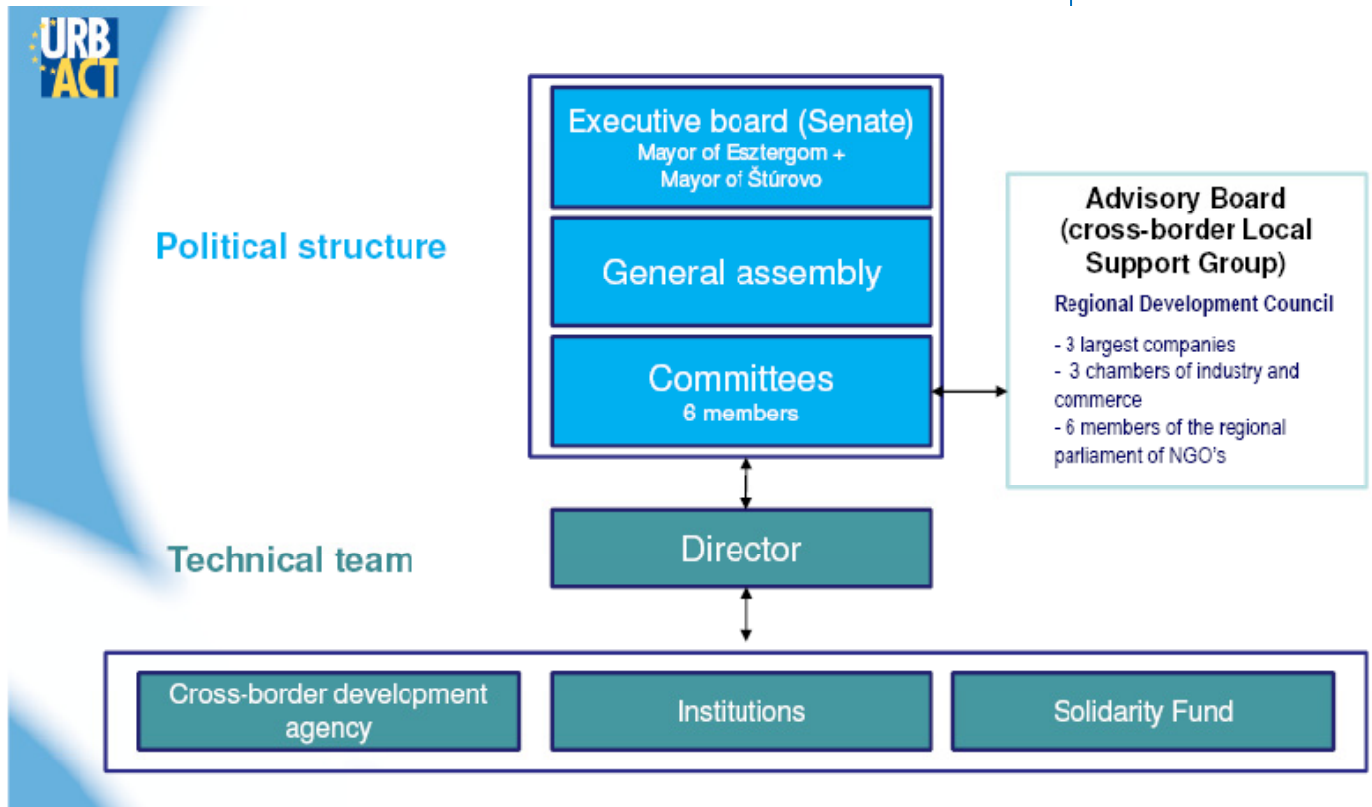 URB
ACT
Executive board (Senate)
Mayor of Esztergom +
Mayor of Štúrovo
Political structure
General assembly
Committees
6 members
Advisory Board
(cross-border Local
Support Group)
Regional Development Council
- 3 largest companies
- 3 chambers of industry and
commerce
- 6 members of the regional
parliament of NGO's
Technical team
Director
Cross-border development
agency
Institutions
Solidarity Fund